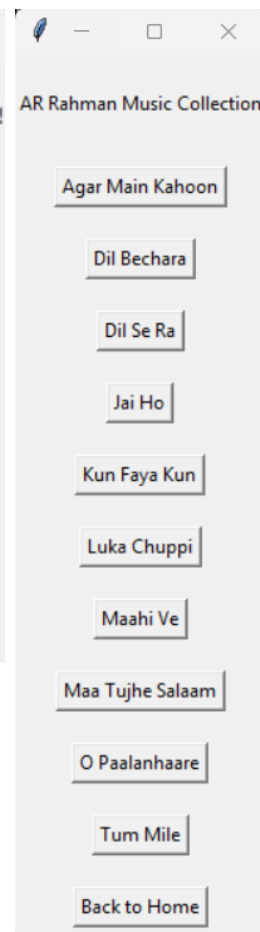 AR Rahman Music Collection
Agar Main Kahoon
Dil Bechara
Dil Se Ra
Jai Ho
Kun Faya Kun
Luka Chuppi
Maahi Ve
Maa Tujhe Salaam
O Paalanhaare
Tum Mile
Back to Home